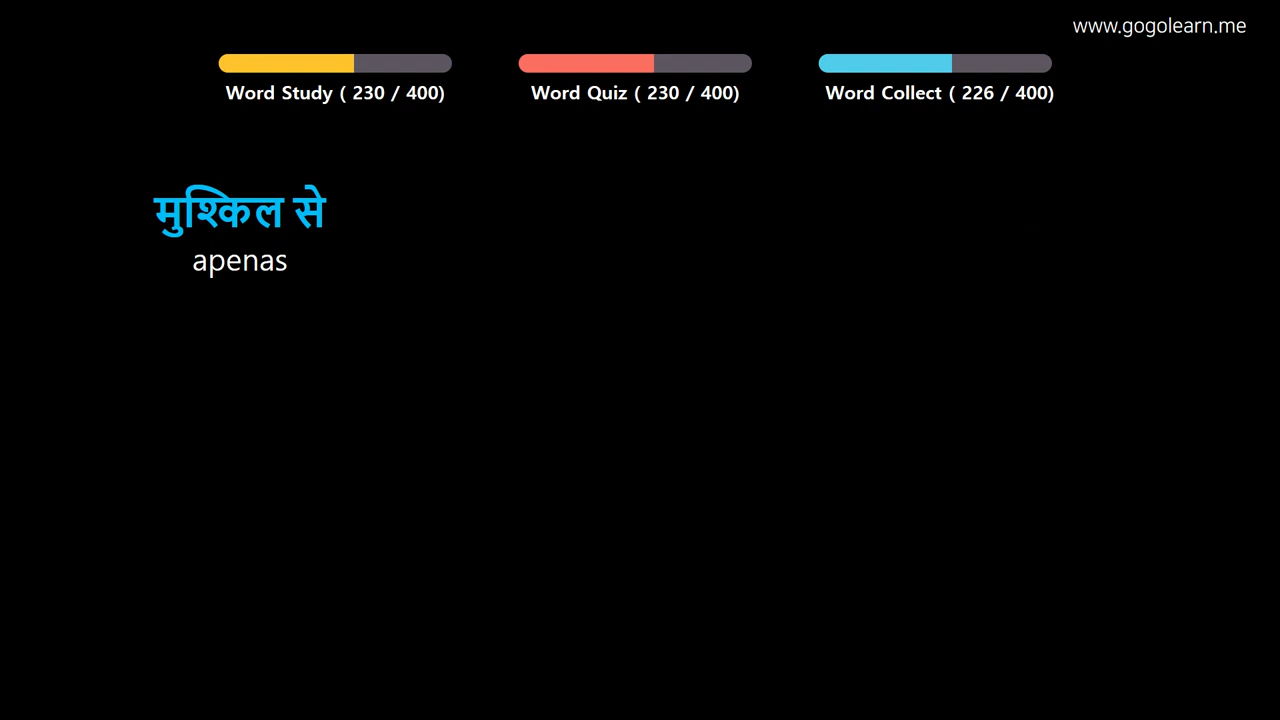 www.gogolearn.me
Word Study ( 230 / 400)
Word Quiz ( 230 / 400)
Word Collect ( 226 / 400)
मुश्किल से
apenas